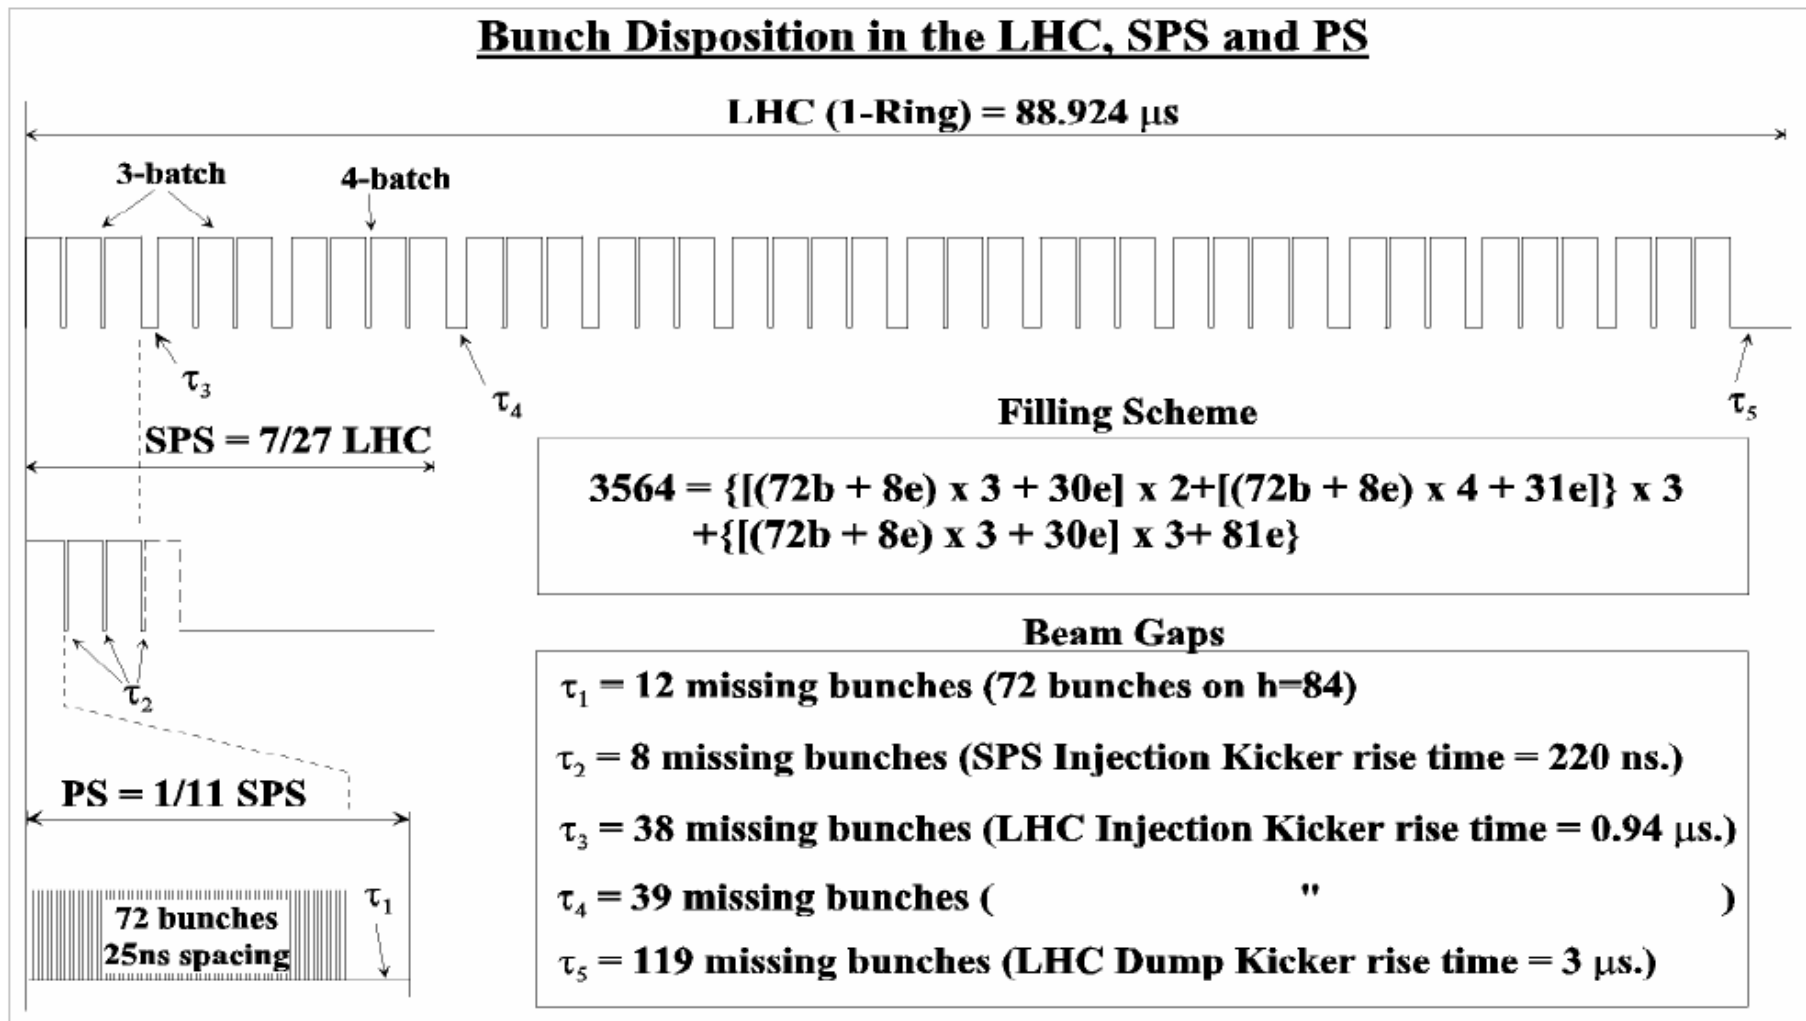 Bunch Disposition in the LHC, SPS and PS
LHC (1-Ring) = 88.924 μs
3-batch
4-batch
τ3
τ4
τ5
SPS = 7/27 LHC
Filling Scheme
3564 = {[(72b + 8e) x 3 + 30e] x 2+[(72b + 8e) x 4 + 31e]} x 3
+{[(72b + 8e) x 3 + 30e] x 3+ 81e}
τ2
Beam Gaps
τ1 = 12 missing bunches (72 bunches on h=84)
τ2 = 8 missing bunches (SPS Injection Kicker rise time = 220 ns.)
τ3 = 38 missing bunches (LHC Injection Kicker rise time = 0.94 μs.)
τ4 = 39 missing bunches ( " )
τ5 = 119 missing bunches (LHC Dump Kicker rise time = 3 μs.)
PS = 1/11 SPS
τ1
72 bunches
25ns spacing